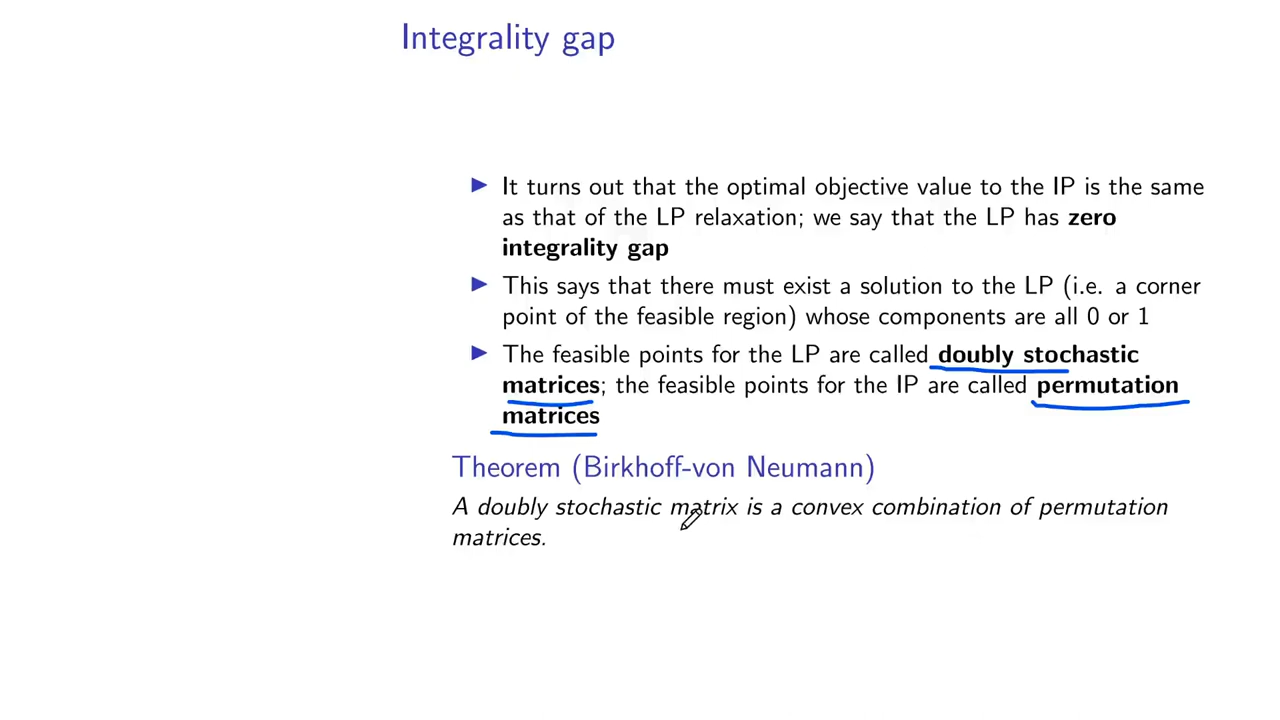 Integrality gap
▶ It turns out that the optimal objective value to the IP is the same
as that of the LP relaxation; we say that the LP has zero
integrality gap
▶ This says that there must exist a solution to the LP (i.e. a corner
point of the feasible region) whose components are all 0 or 1
▶ The feasible points for the LP are called doubly stochastic
matrices; the feasible points for the IP are called permutation
matrices
Theorem (Birkhoff-von Neumann)
A doubly stochastic matrix is a convex combination of permutation
matrices.